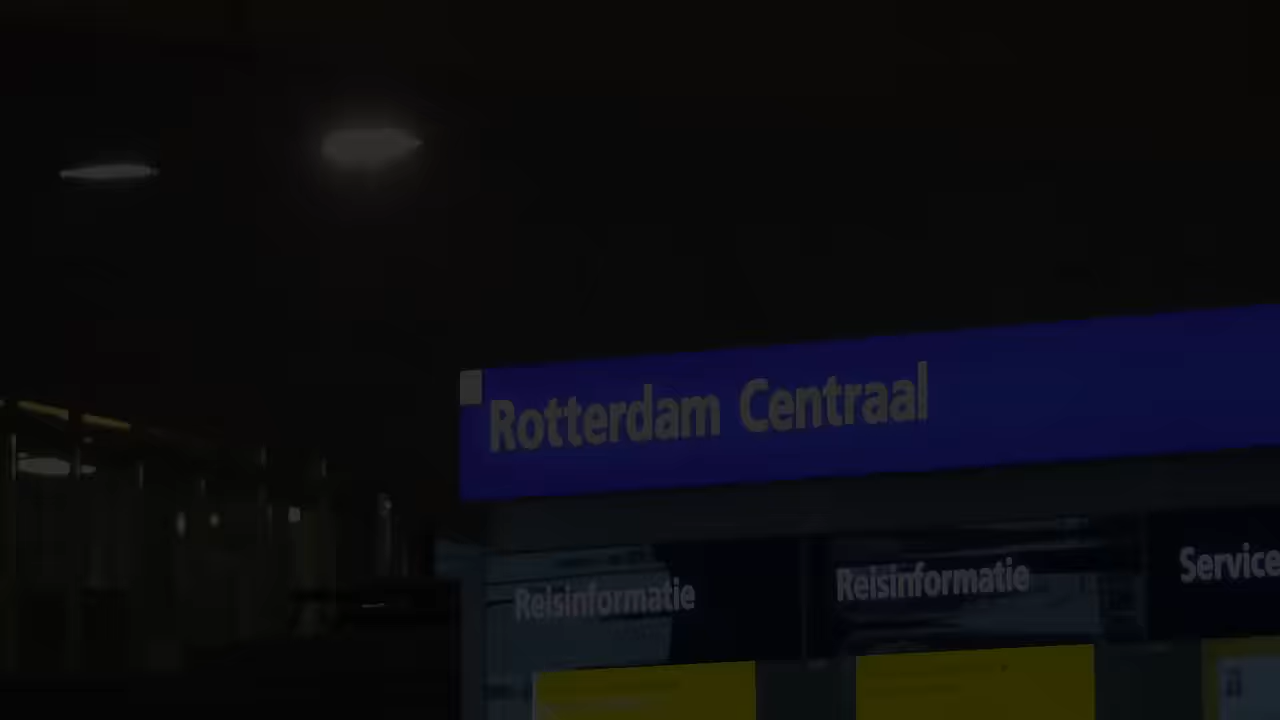 Rotterdam Centraal
Reisinformatie
Reisinformatie
Service